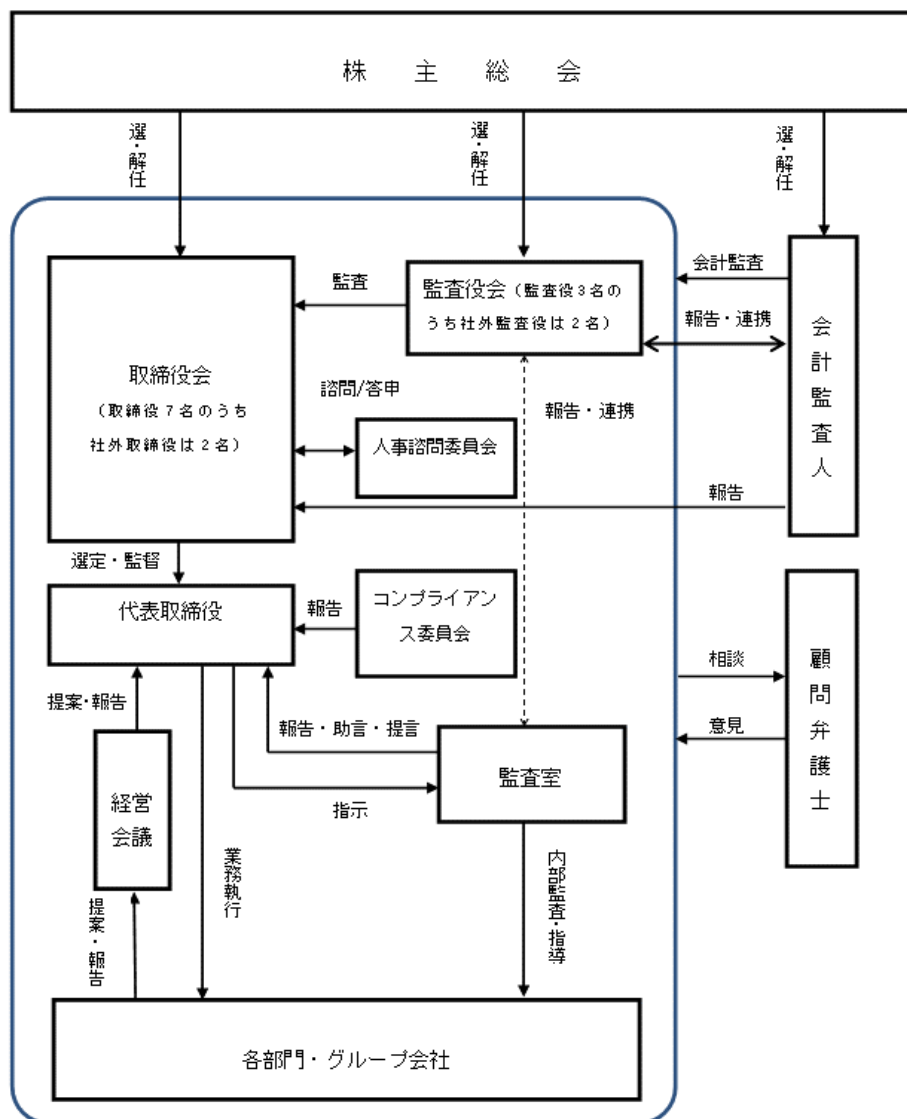 株主総会
選・解任
選・解任
選・解任
監査役会（監査役３名の
うち社外監査役は２名）
監査
会計監査
報告・連携
会計監査人
取締役会
（取締役７名のうち
社外取締役は２名）
諮問/答申
人事諮問委員会
報告・連携
報告
選定・監督
代表取締役
報告
コンプライアン
ス委員会
相談
意見
顧問弁護士
提案・報告
報告・助言・提言
監査室
指示
経営
会議
業務執行
内部監査・指導
提案・報告
各部門・グループ会社